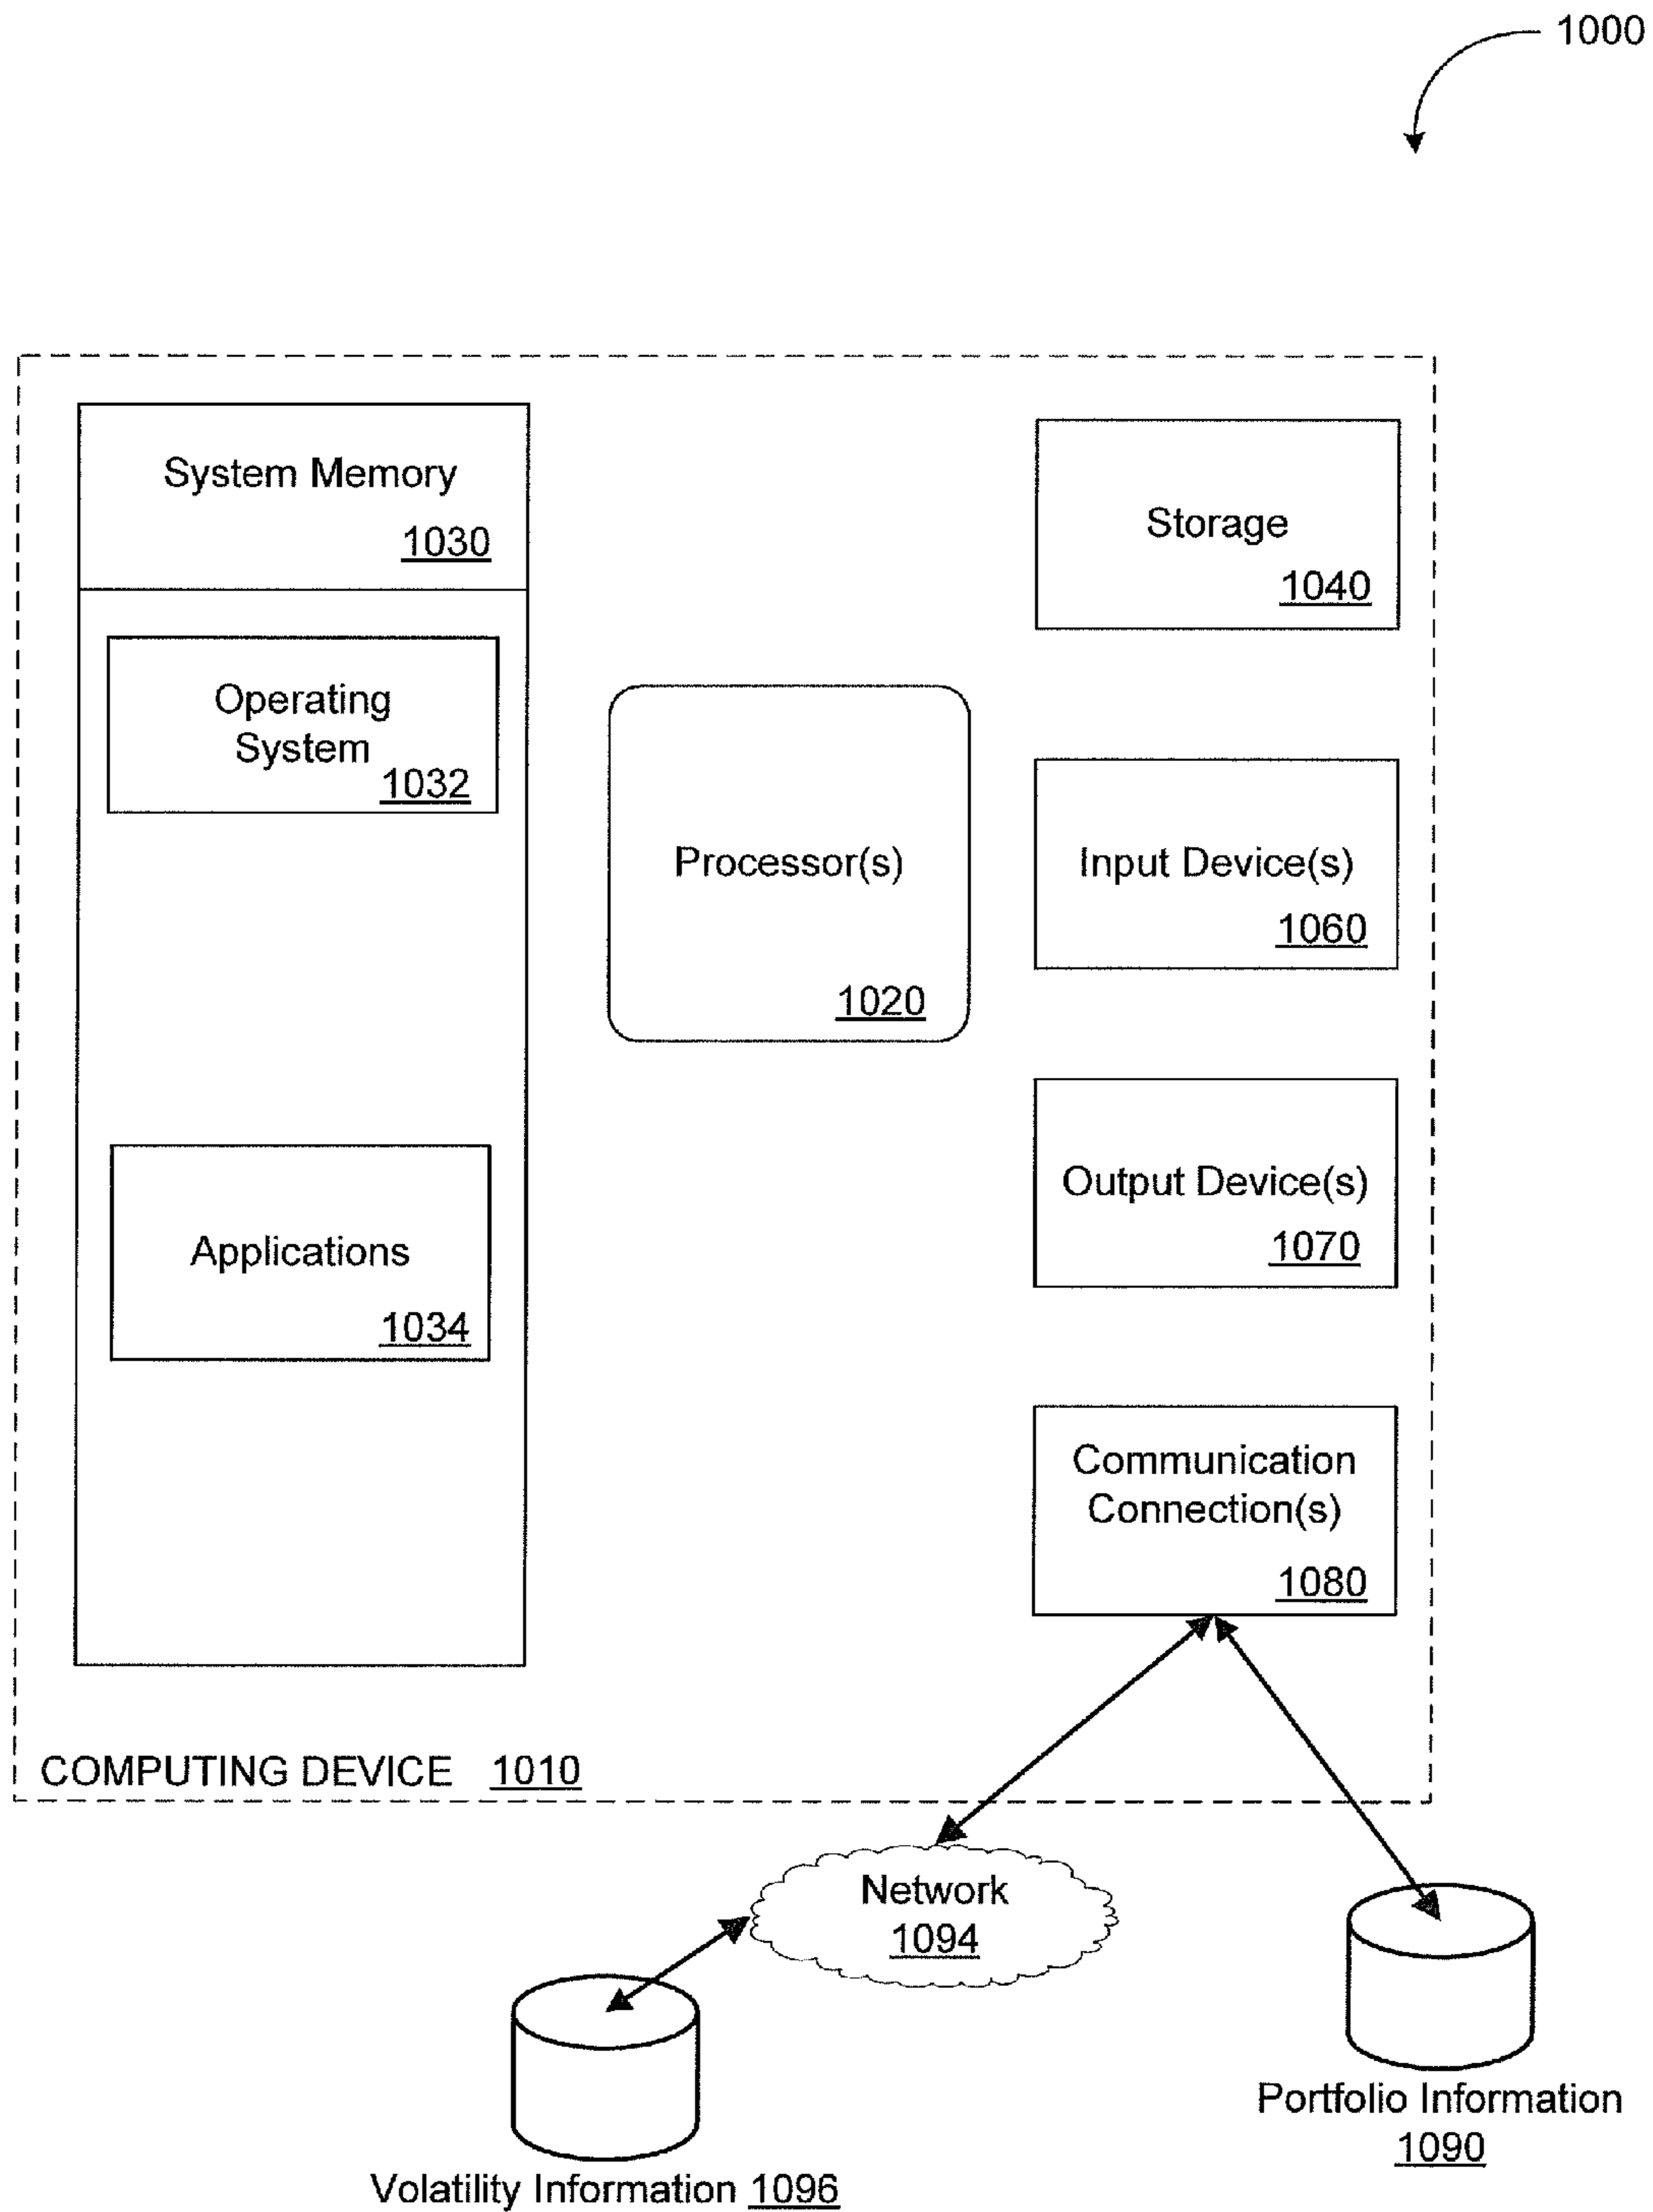 1000
System Memory
1030
Operating
System
1032
Applications
1034
Processor(s)
1020
Storage
1040
Input Device(s)
1060
Output Device(s)
1070
Communication
Connection(s)
1080
COMPUTING DEVICE 1010
Network
1094
Portfolio Information
1090
Volatility Information 1096